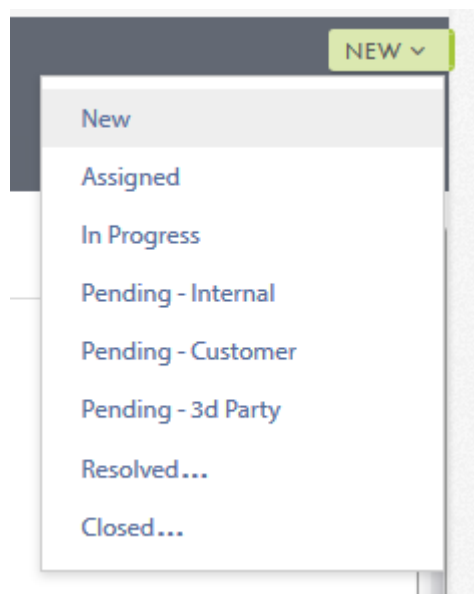 NEW
New
Assigned
In Progress
Pending - Internal
Pending - Customer
Pending - 3d Party
Resolved...
Closed...